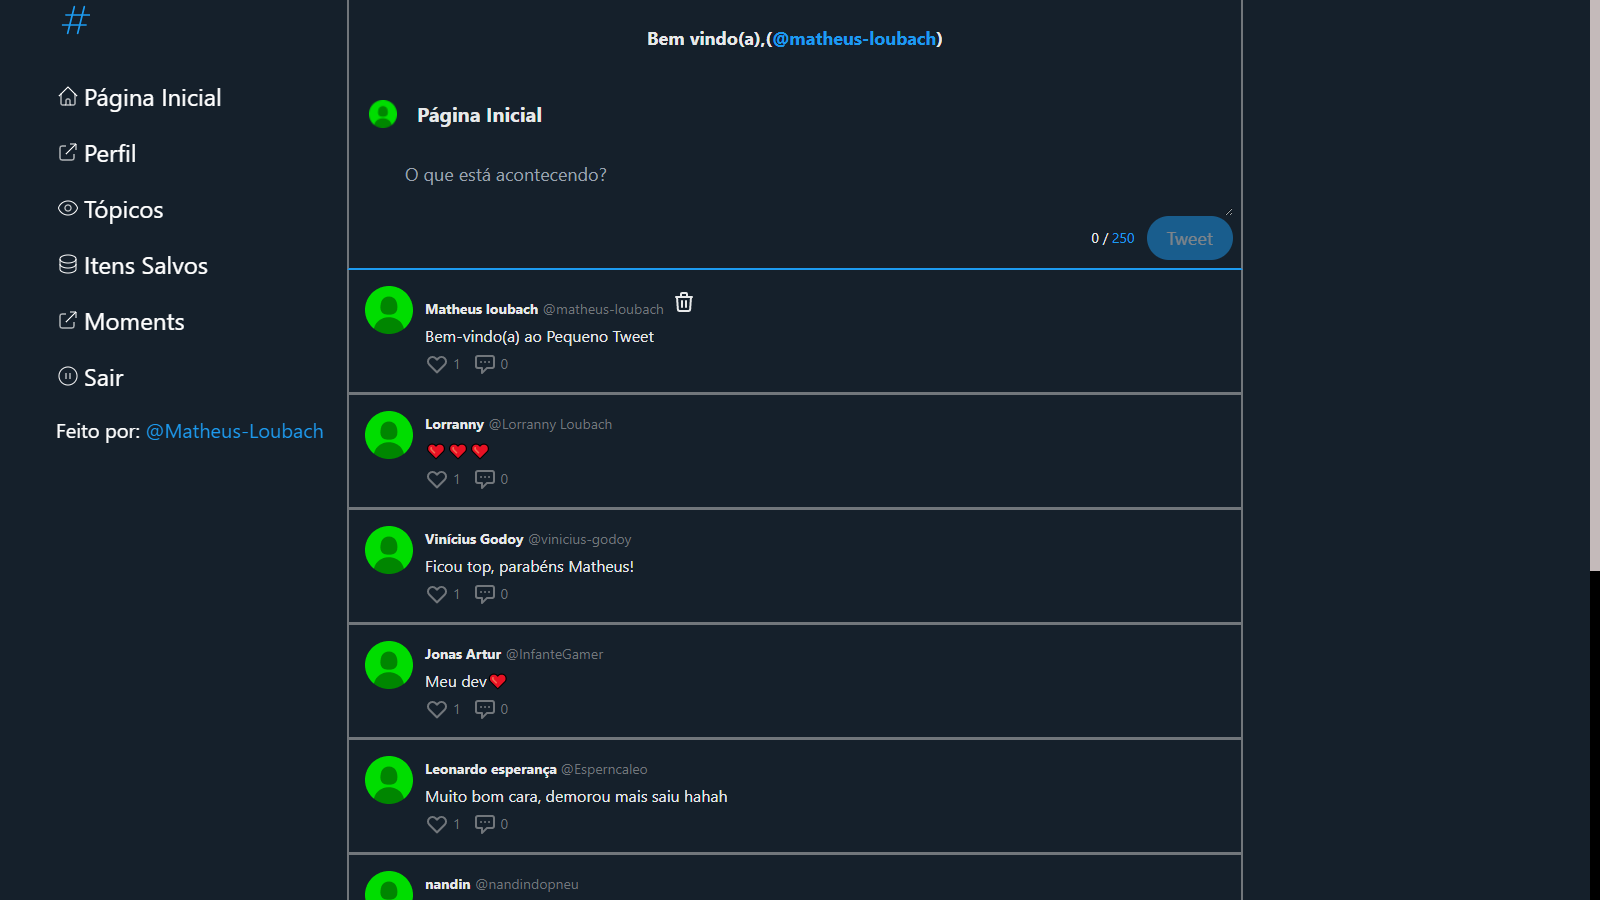 #
Página Inicial
Perfil
Tópicos
Itens Salvos
Moments
Sair
Feito por: @Matheus-Loubach
Bem vindo(a),(@matheus-loubach)
Página Inicial
O que está acontecendo?
0 / 250
Tweet
Matheus loubach @matheus-loubach
Bem-vindo(a) ao Pequeno Tweet
1 0
Lorranny @Lorranny Loubach
❤️❤️❤️
1 0
Vinícius Godoy @vinicius-godoy
Ficou top, parabéns Matheus!
1 0
Jonas Artur @InfanteGamer
Meu dev❤️
1 0
Leonardo esperança @Esperncaleo
Muito bom cara, demorou mais saiu hahah
1 0
nandin @nandindopneu